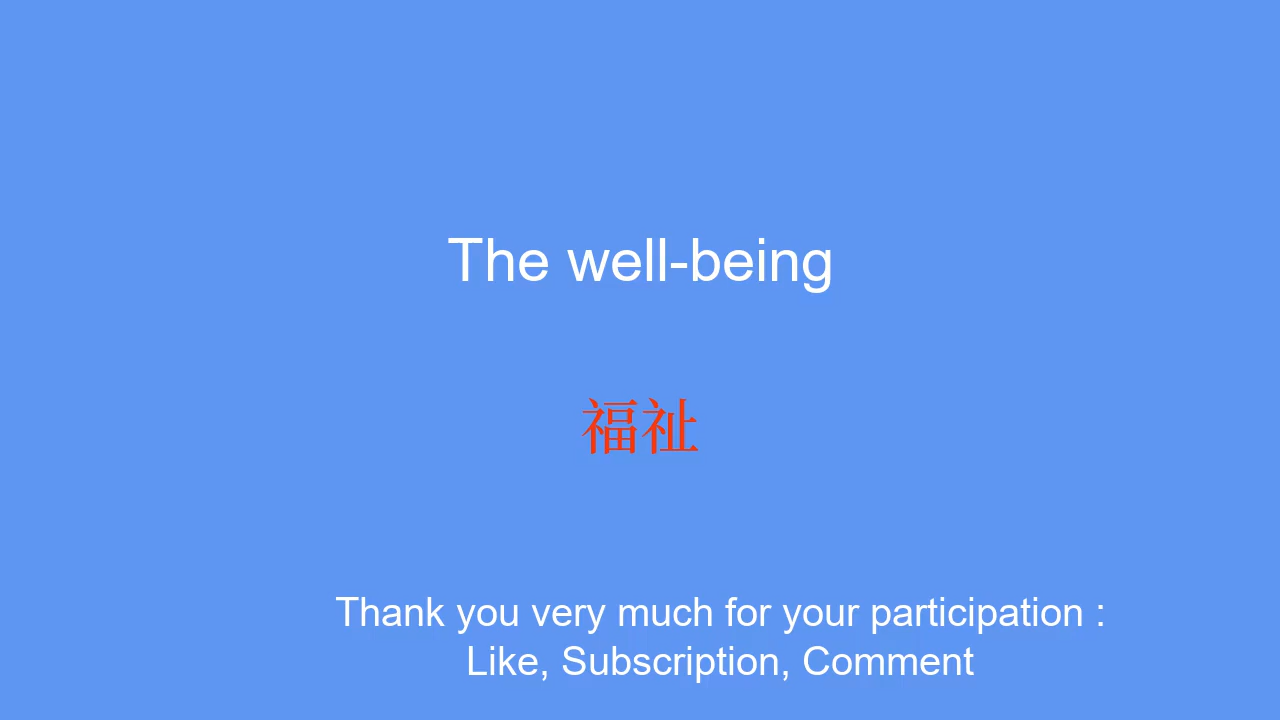 The well-being
福祉
Thank you very much for your participation :
Like, Subscription, Comment